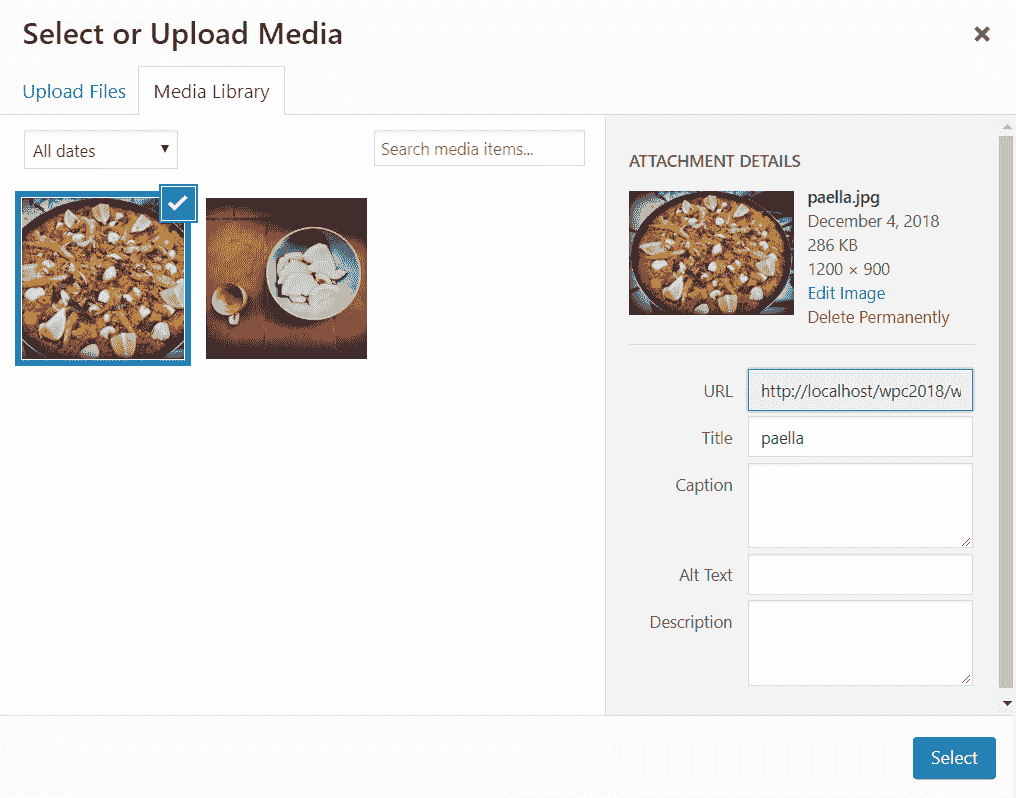 Select or Upload Media
Upload Files
Media Library
All dates
Search media items...
ATTACHMENT DETAILS
paella.jpg
December 4, 2018
286 KB
1200 × 900
Edit Image
Delete Permanently
URL http://localhost/wpc2018/w
Title paella
Caption
Alt Text
Description
Select